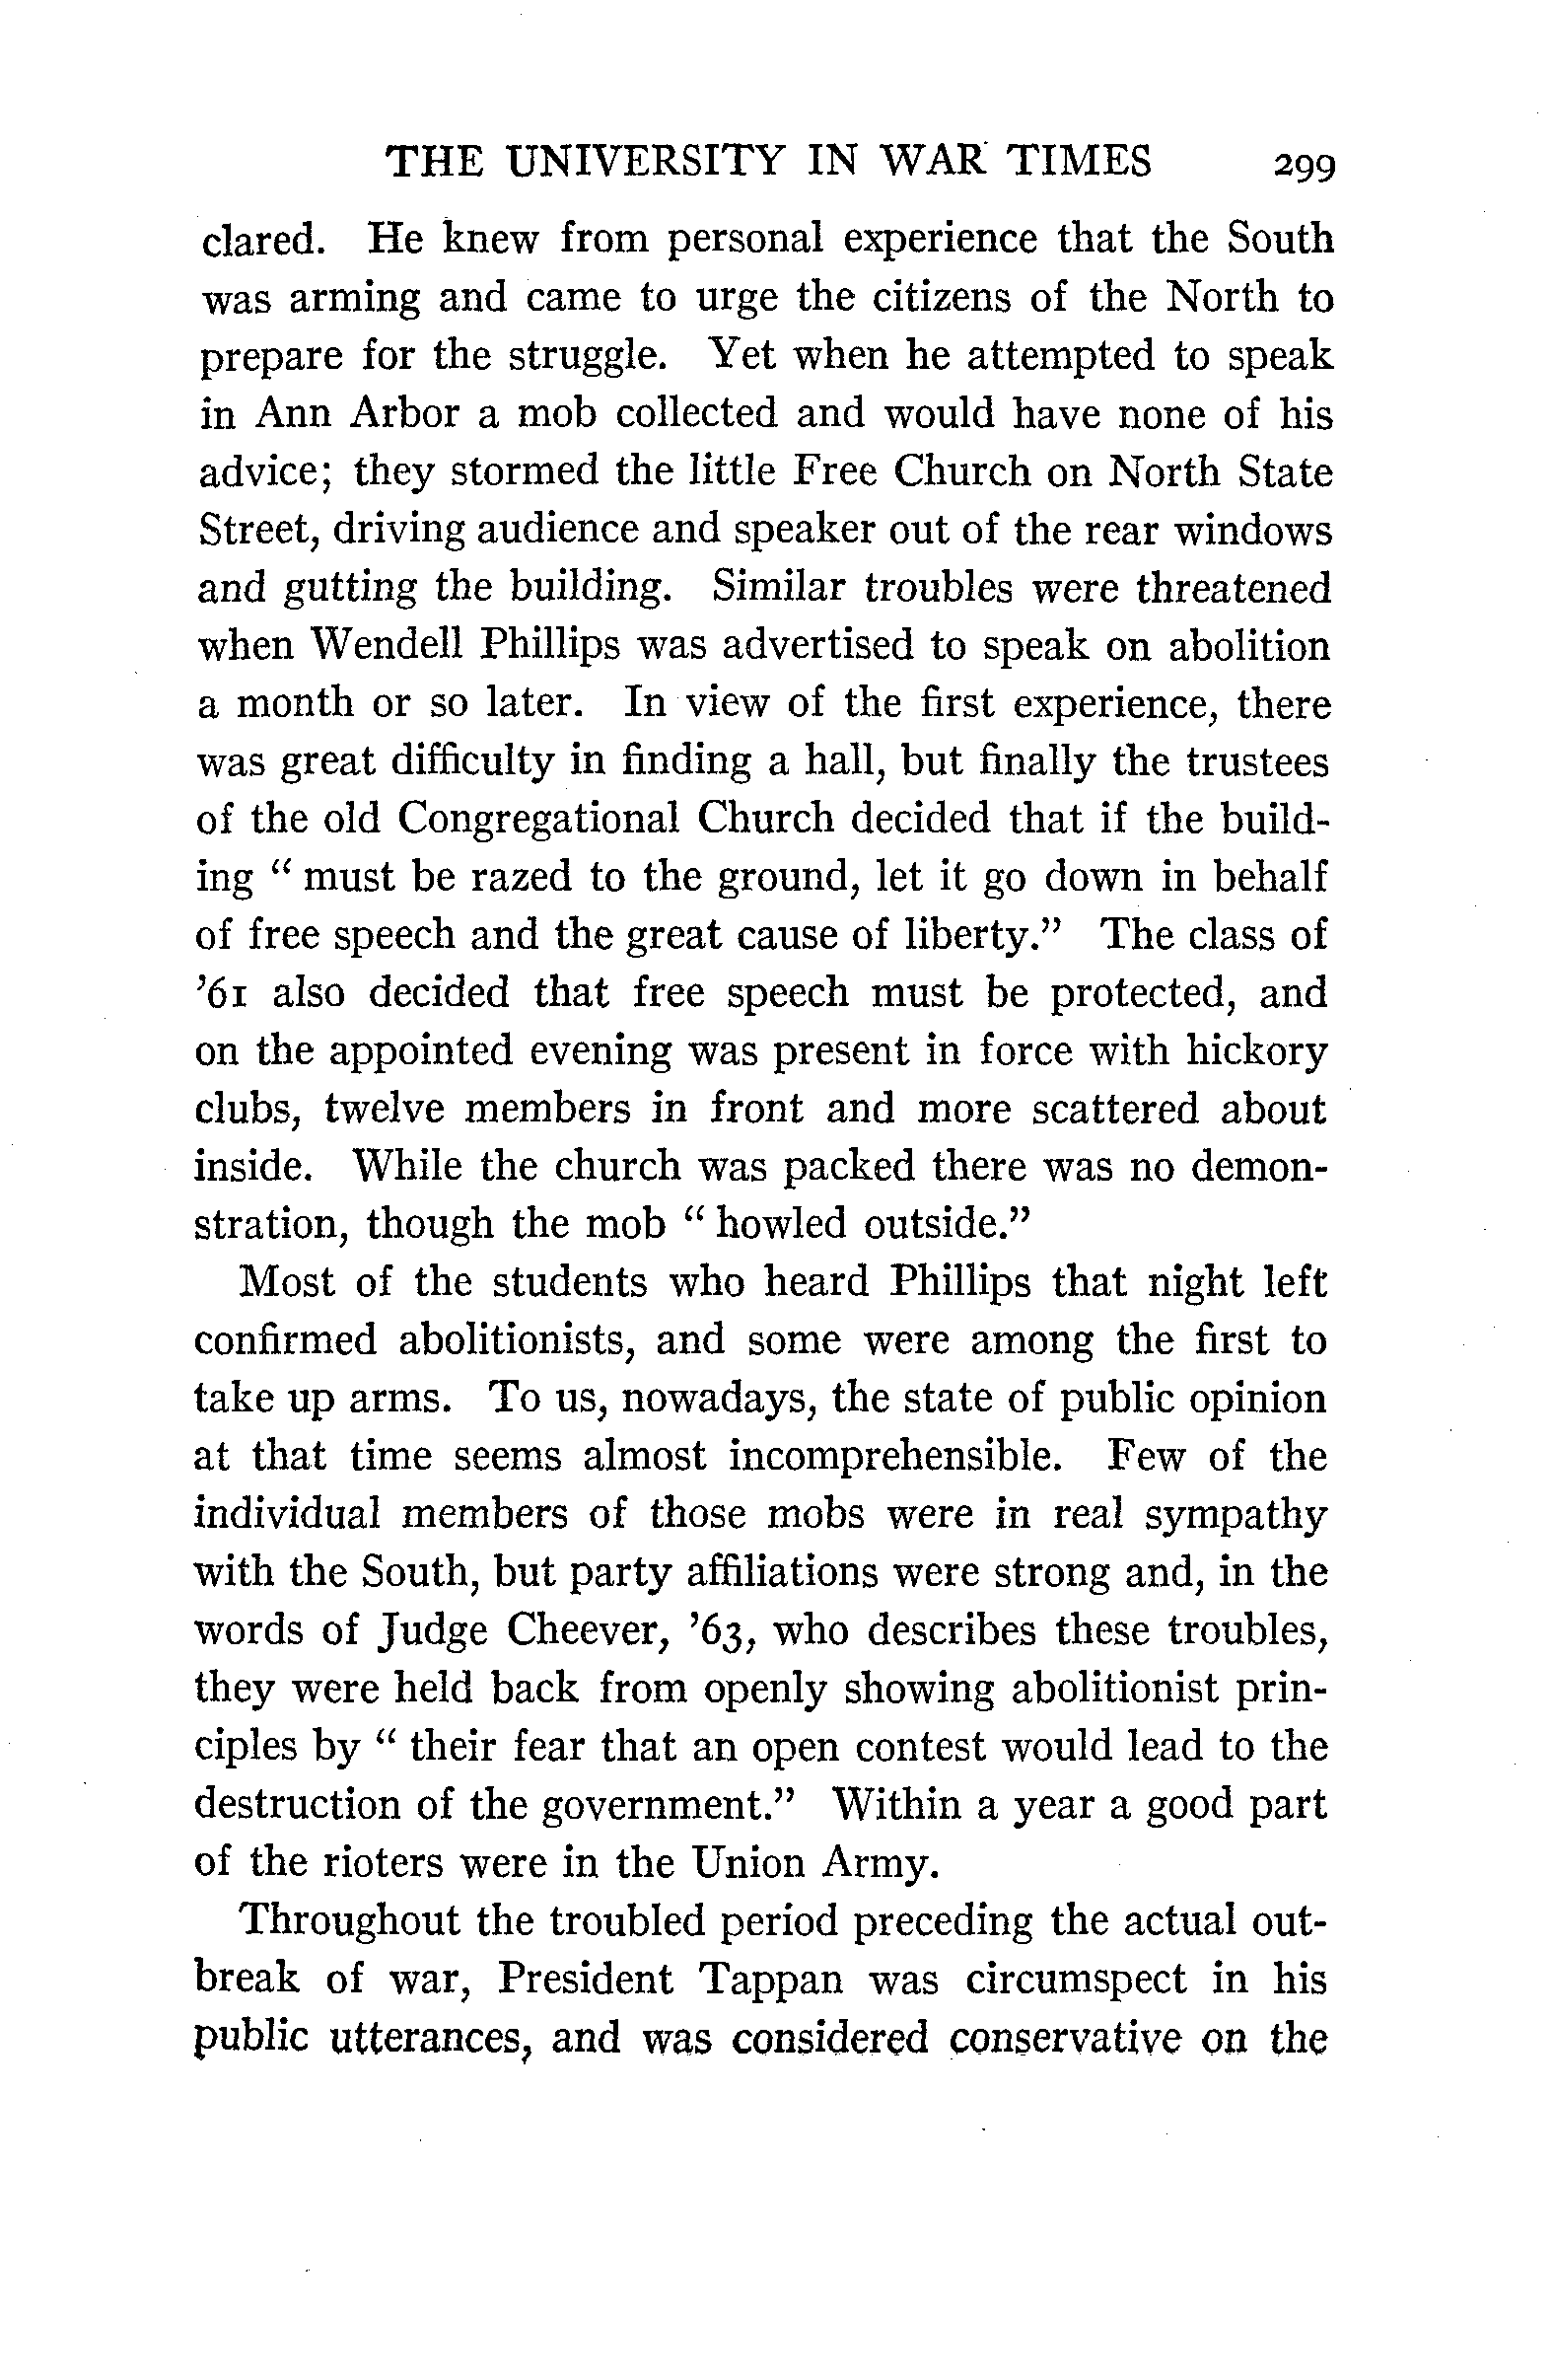 THE UNIVERSITY IN WAR TIMES 299
clared. He knew from personal experience that the South
was arming and came to urge the citizens of the North to
prepare for the struggle. Yet when he attempted to speak
in Ann Arbor a mob collected and would have none of his
advice; they stormed the little Free Church on North State
Street, driving audience and speaker out of the rear windows
and gutting the building. Similar troubles were threatened
when Wendell Phillips was advertised to speak on abolition
a month or so later. In view of the first experience, there
was great difficulty in finding a hall, but finally the trustees
of the old Congregational Church decided that if the build-
ing “ must be razed to the ground, let it go down in behalf
of free speech and the great cause of liberty.” The class of
’61 also decided that free speech must be protected, and
on the appointed evening was present in force with hickory
clubs, twelve members in front and more scattered about
inside. While the church was packed there was no demon-
stration, though the mob “ howled outside.”
Most of the students who heard Phillips that night left
confirmed abolitionists, and some were among the first to
take up arms. To us, nowadays, the state of public opinion
at that time seems almost incomprehensible. Few of the
individual members of those mobs were in real sympathy
with the South, but party affiliations were strong and, in the
words of Judge Cheever, ’63, who describes these troubles,
they were held back from openly showing abolitionist prin-
ciples by “ their fear that an open contest would lead to the
destruction of the government.” Within a year a good part
of the rioters were in the Union Army.
Throughout the troubled period preceding the actual out-
break of war, President Tappan was circumspect in his
public utterances, and was considered conservative on the